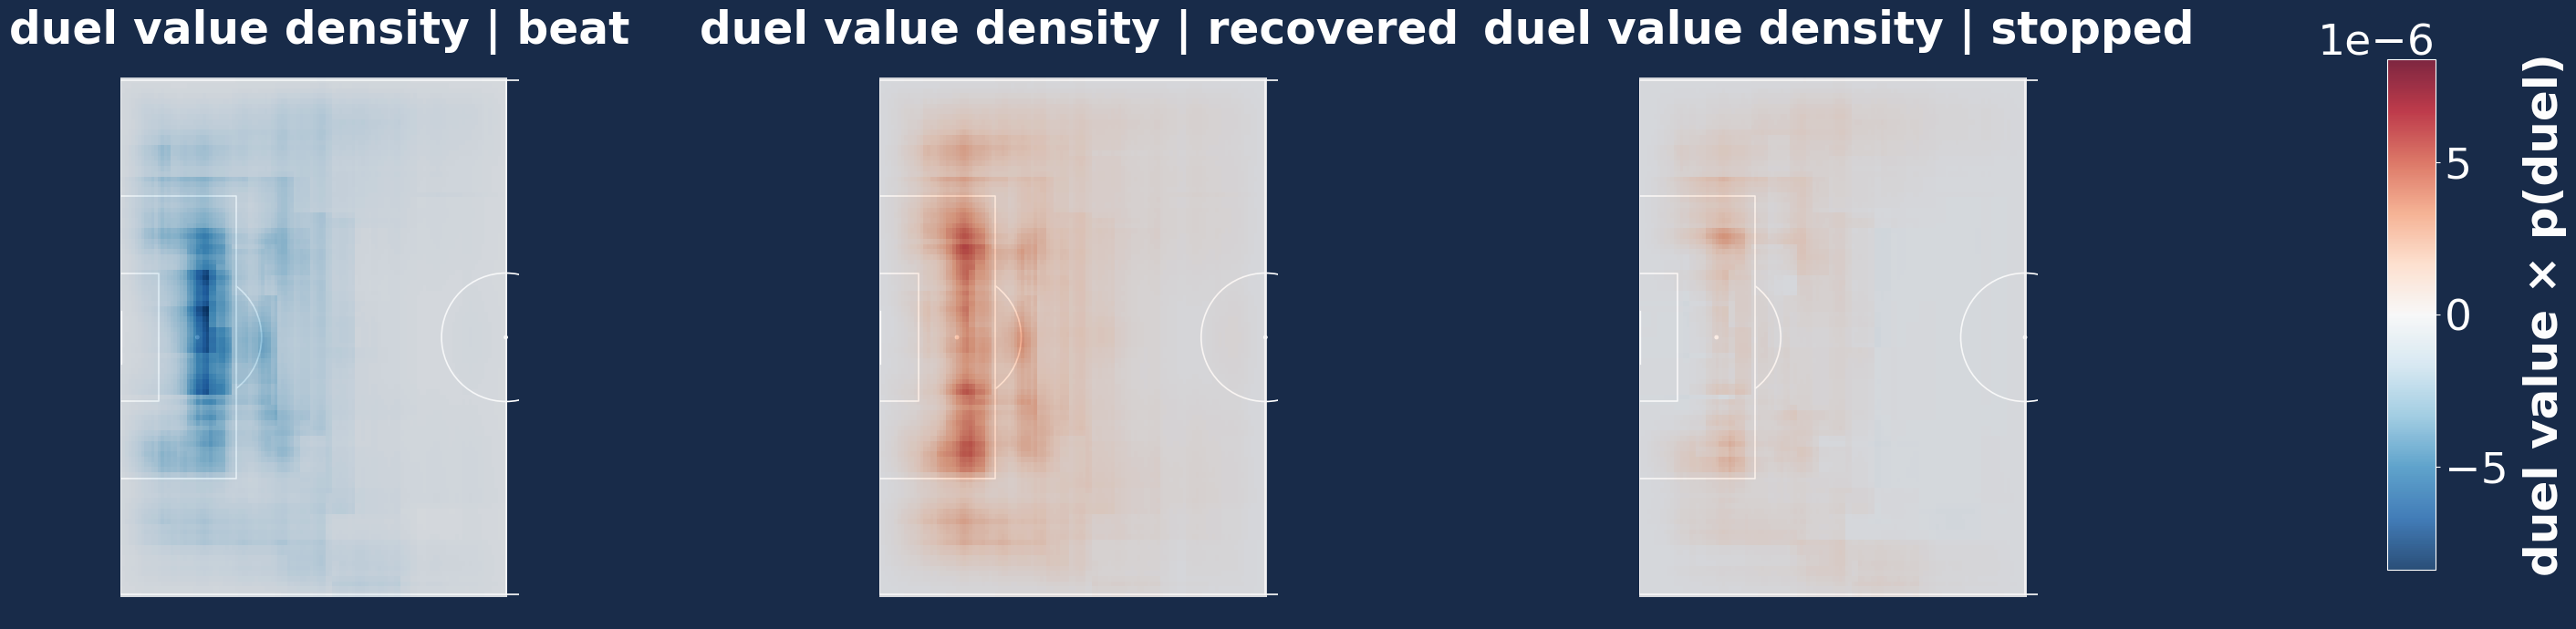 duel value density | beat
duel value density | recovered
duel value density | stopped
1e−6
5
0
−5
duel value × p(duel)